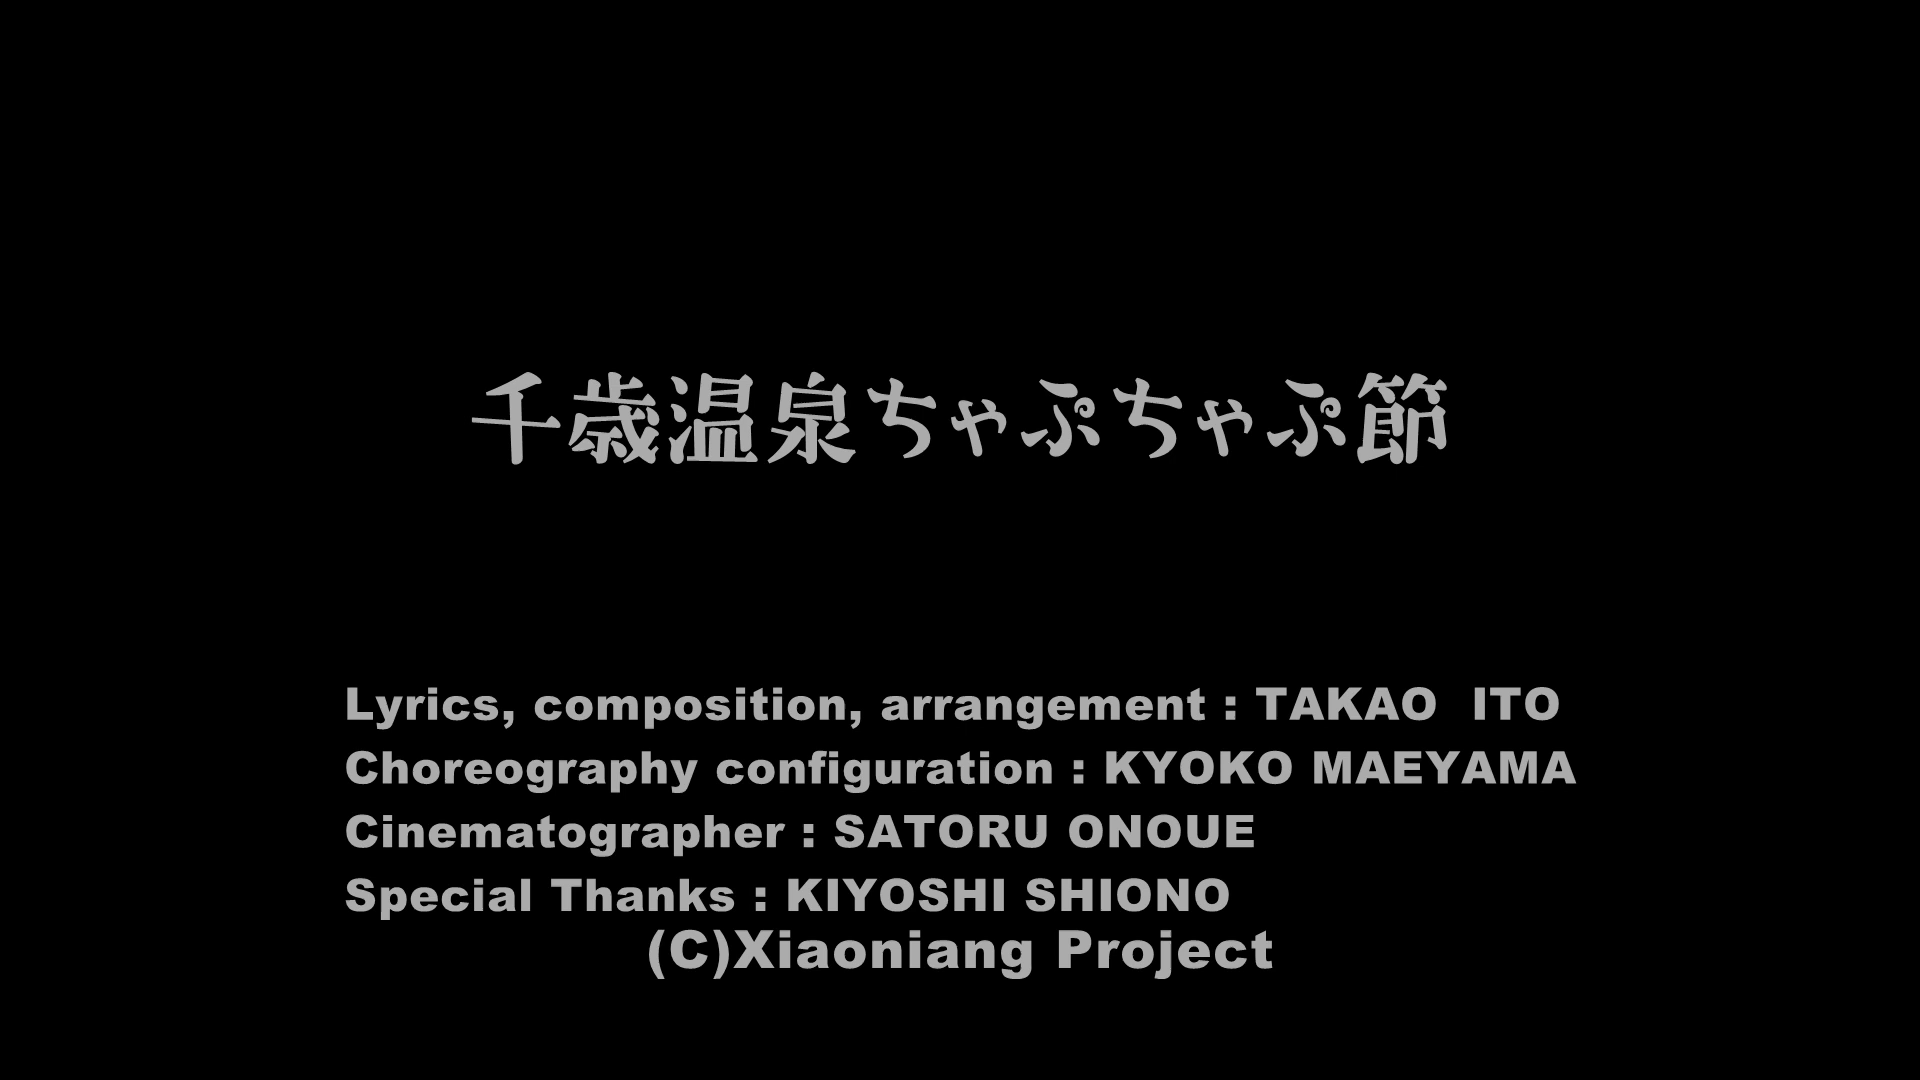 千歳温泉ちゃぷちゃぷ節
Lyrics, composition, arrangement : TAKAO  ITO
Choreography configuration : KYOKO MAEYAMA
Cinematographer : SATORU ONOUE
Special Thanks : KIYOSHI SHIONO
(C)Xiaoniang Project